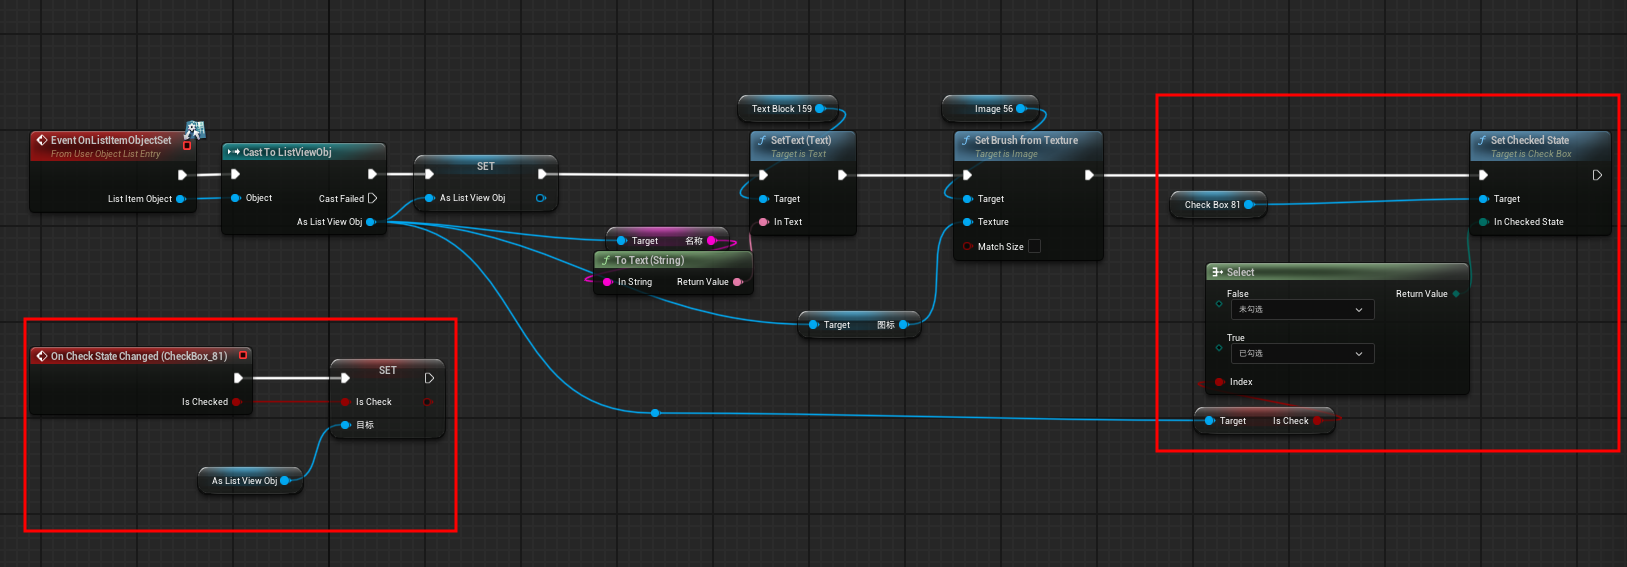 Event OnListItemObjectSet
From User Object List Entry
List Item Object
Cast To ListViewObj
Object
Cast Failed
As List View Obj
SET
As List View Obj
Target
名称
To Text (String)
In String
Return Value
Text Block 159
SetText (Text)
Target is Text
Target
In Text
Image 56
Set Brush from Texture
Target is Image
Target
Texture
Match Size
Target
图标
Check Box 81
Set Checked State
Target is Check Box
Target
In Checked State
Select
False
未勾选
Return Value
True
已勾选
Index
Target
Is Check
On Check State Changed (CheckBox_81)
Is Checked
SET
Is Check
目标
As List View Obj